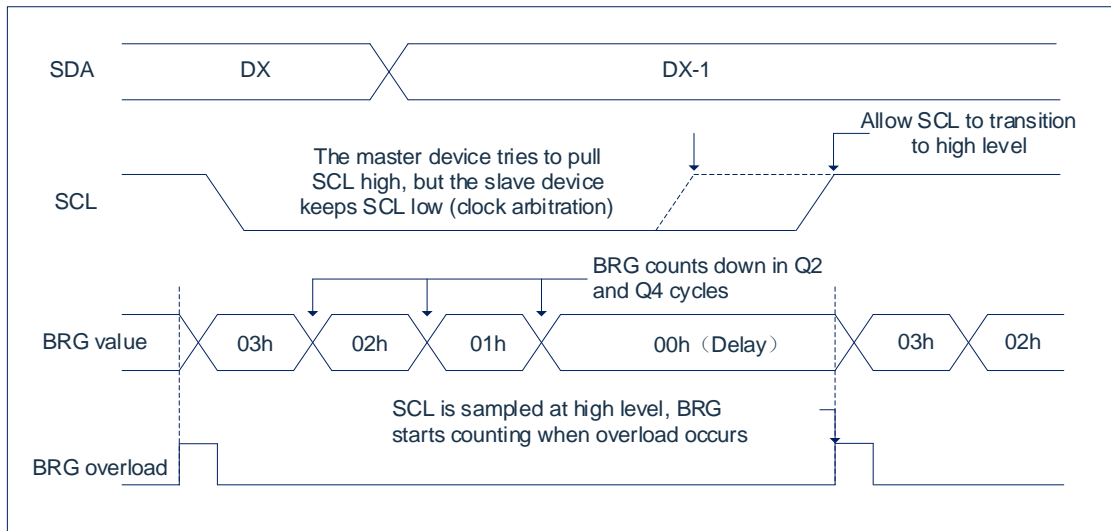 SDA
DX
DX-1
Allow SCL to transition
to high level
The master device tries to pull
SCL high, but the slave device
keeps SCL low (clock arbitration)
SCL
BRG counts down in Q2
and Q4 cycles
BRG value
03h
02h
01h
00h（Delay）
03h
02h
SCL is sampled at high level, BRG
starts counting when overload occurs
BRG overload